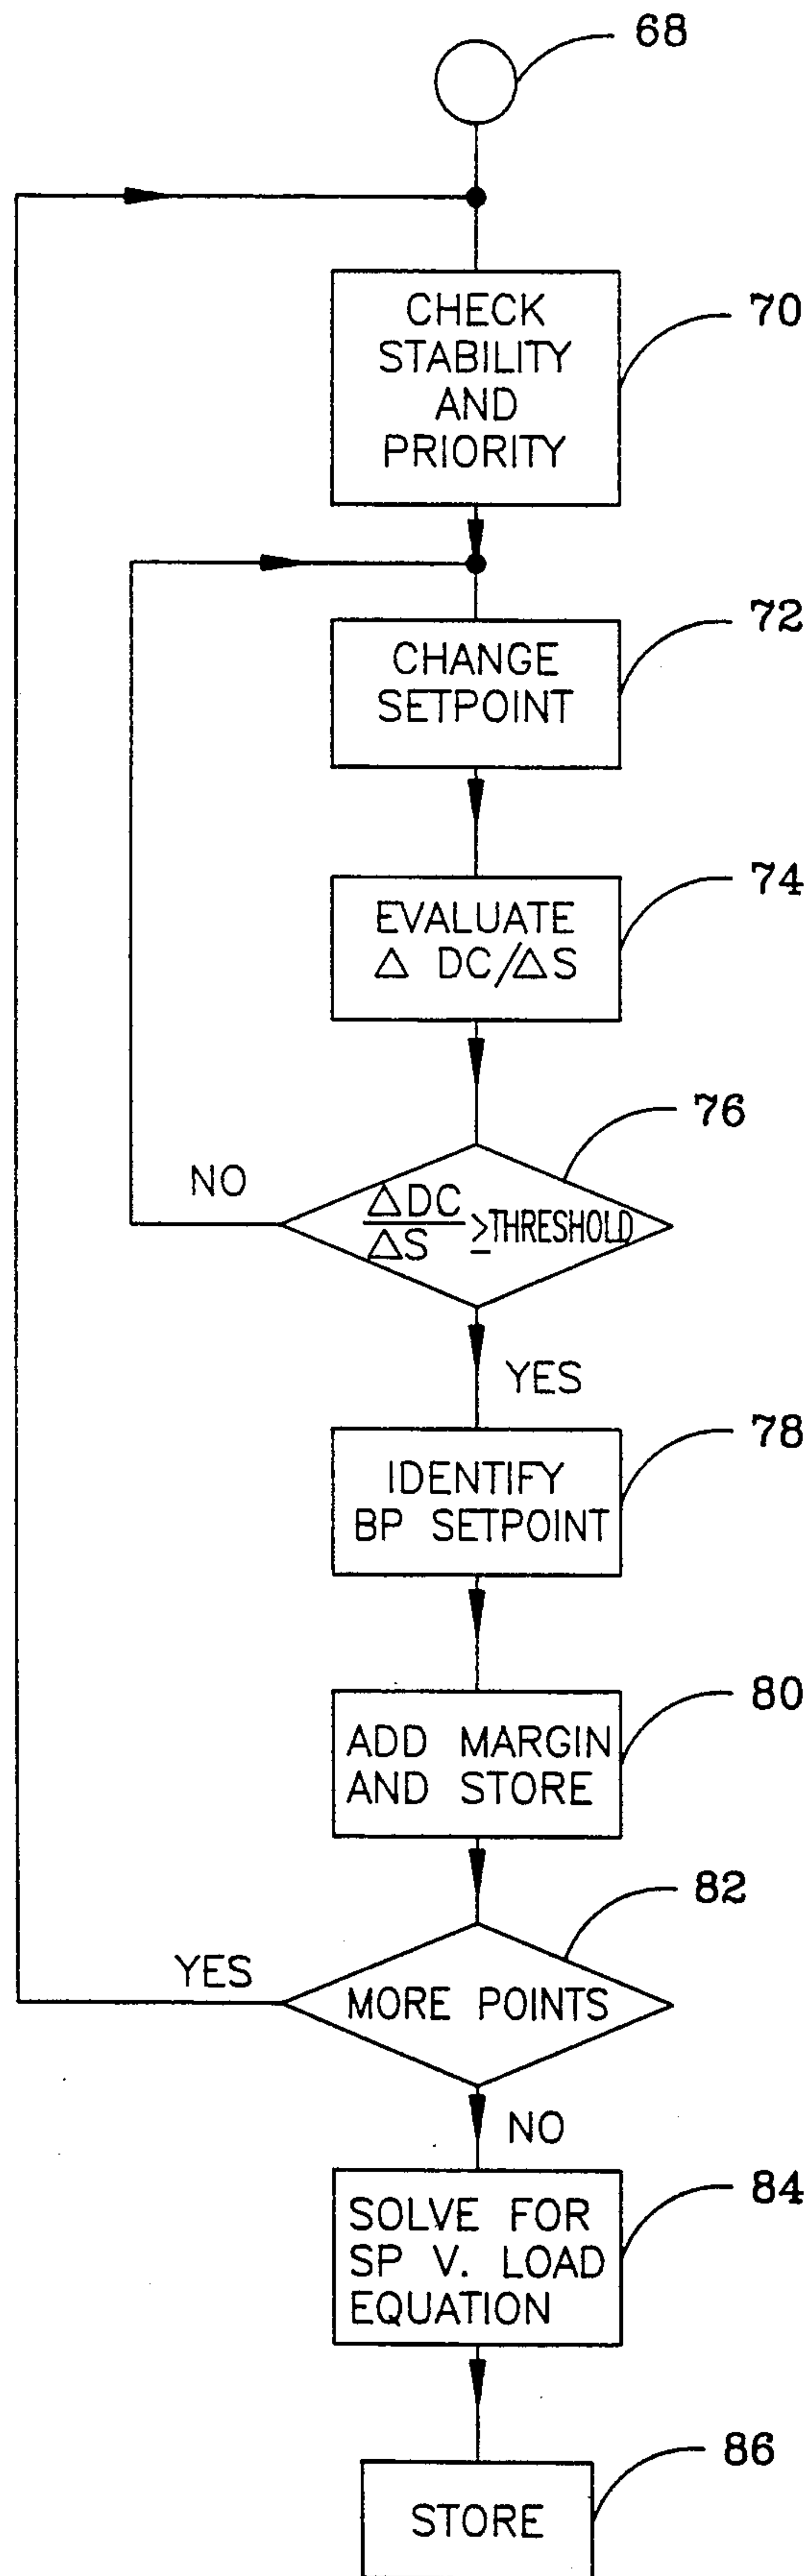 68
CHECK
STABILITY
AND
PRIORITY
70
CHANGE
SETPOINT
72
EVALUATE
Δ DC/ΔS
74
76
NO
ΔDC
ΔS ≥THRESHOLD
YES
78
IDENTIFY
BP SETPOINT
80
ADD MARGIN
AND STORE
82
YES
MORE POINTS
NO
84
SOLVE FOR
SP V. LOAD
EQUATION
86
STORE